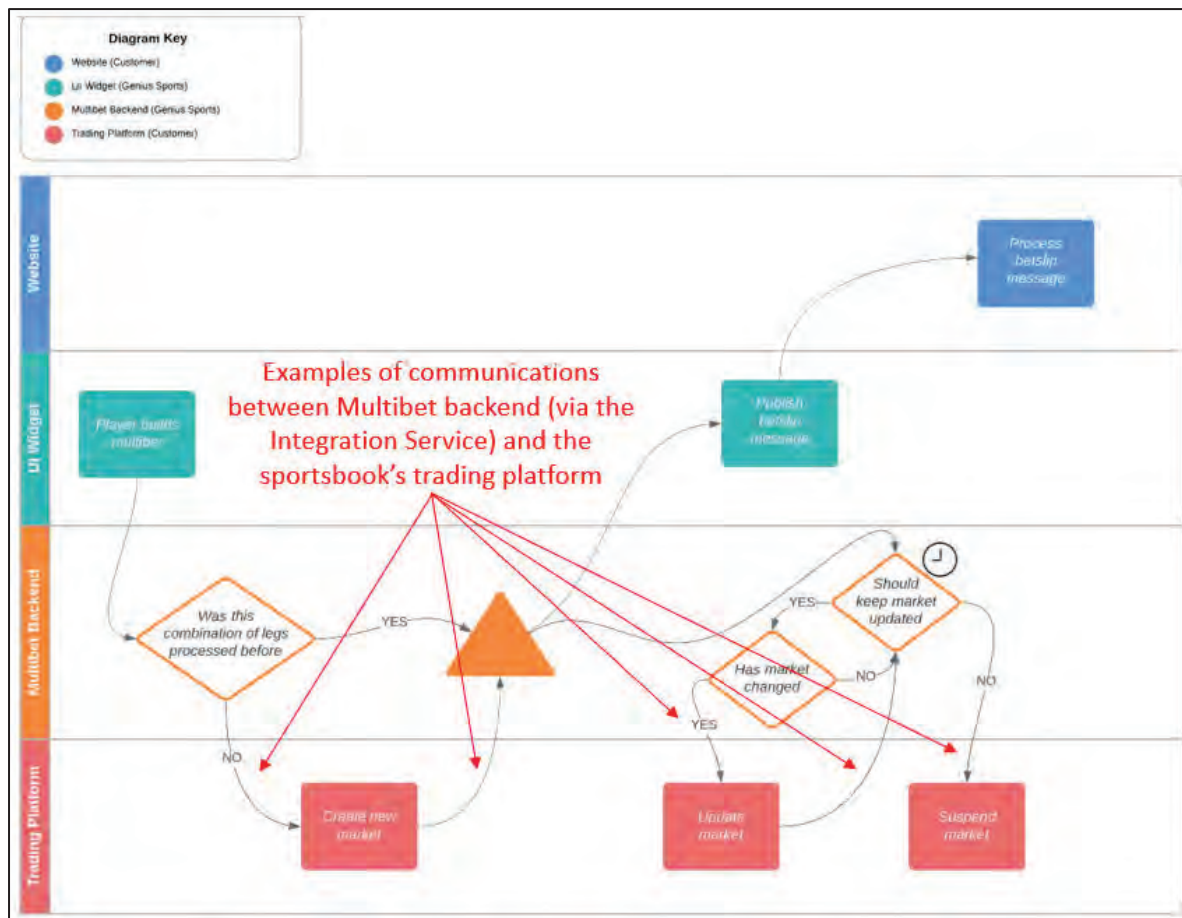 Diagram Key
Website (Customer)
UI Widget (Genius Sports)
Multibet Backend (Genius Sports)
Trading Platform (Customer)
Website
Process
betslip
message
UI Widget
Player builds
multibet
Examples of communications
between Multibet backend (via the
Integration Service) and the
sportsbook's trading platform
Publish
betslip
message
Multibet Backend
Was this
combination of legs
processed before
YES
NO
Should
keep market
updated
YES
NO
Has market
changed
NO
YES
Trading Platform
Create new
market
Update
market
Suspend
market